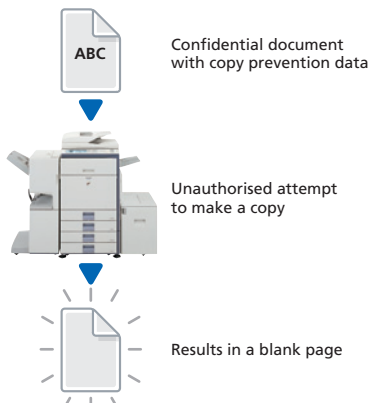 ABC
Confidential document
with copy prevention data
Unauthorised attempt
to make a copy
Results in a blank page